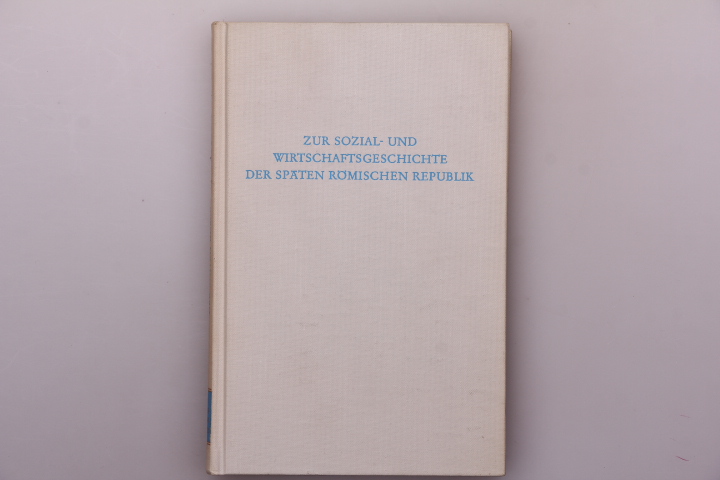 ZUR SOZIAL- UND
WIRTSCHAFTSGESCHICHTE
DER SPÄTEN RÖMISCHEN REPUBLIK